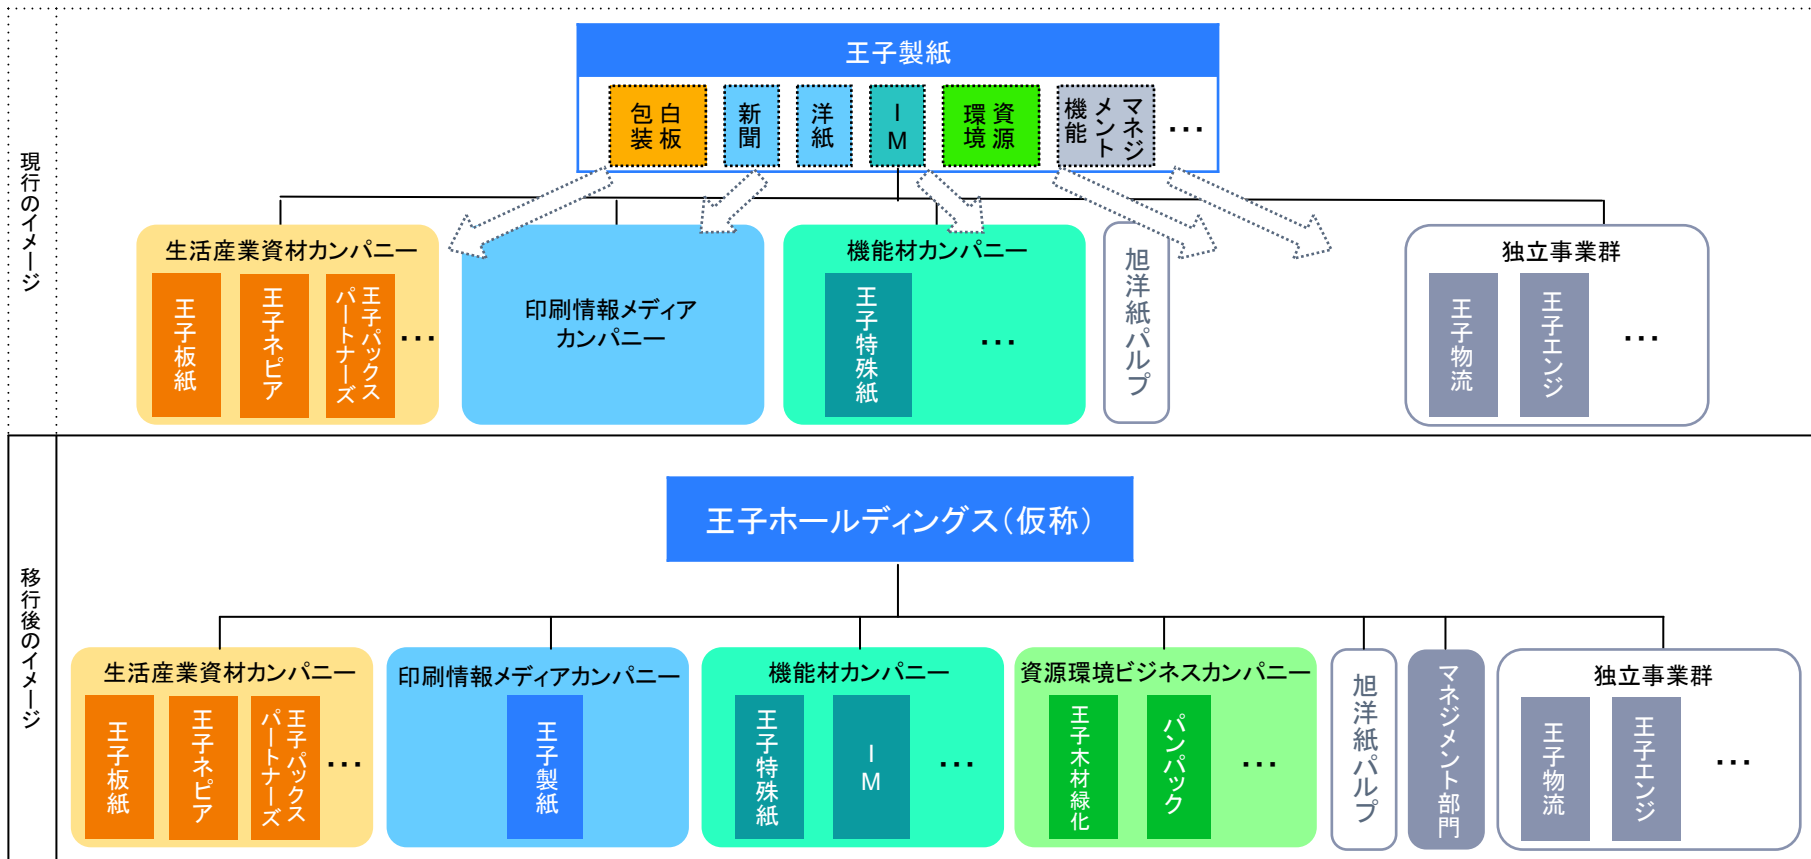 現行のイメージ
王子製紙
白板
包装
新聞
洋紙
IM
資源
環境
マネジ
メント
機能
…
生活産業資材カンパニー
王子板紙
王子ネピア
王子パックス
パートナーズ
…
印刷情報メディア
カンパニー
機能材カンパニー
王子特殊紙
…
旭洋紙パルプ
独立事業群
王子物流
王子エンジ
…
移行後のイメージ
王子ホールディングス（仮称）
生活産業資材カンパニー
王子板紙
王子ネピア
王子パックス
パートナーズ
…
印刷情報メディアカンパニー
王子製紙
機能材カンパニー
王子特殊紙
IM
…
資源環境ビジネスカンパニー
王子木材緑化
パンパック
…
旭洋紙パルプ
マネジメント部門
独立事業群
王子物流
王子エンジ
…